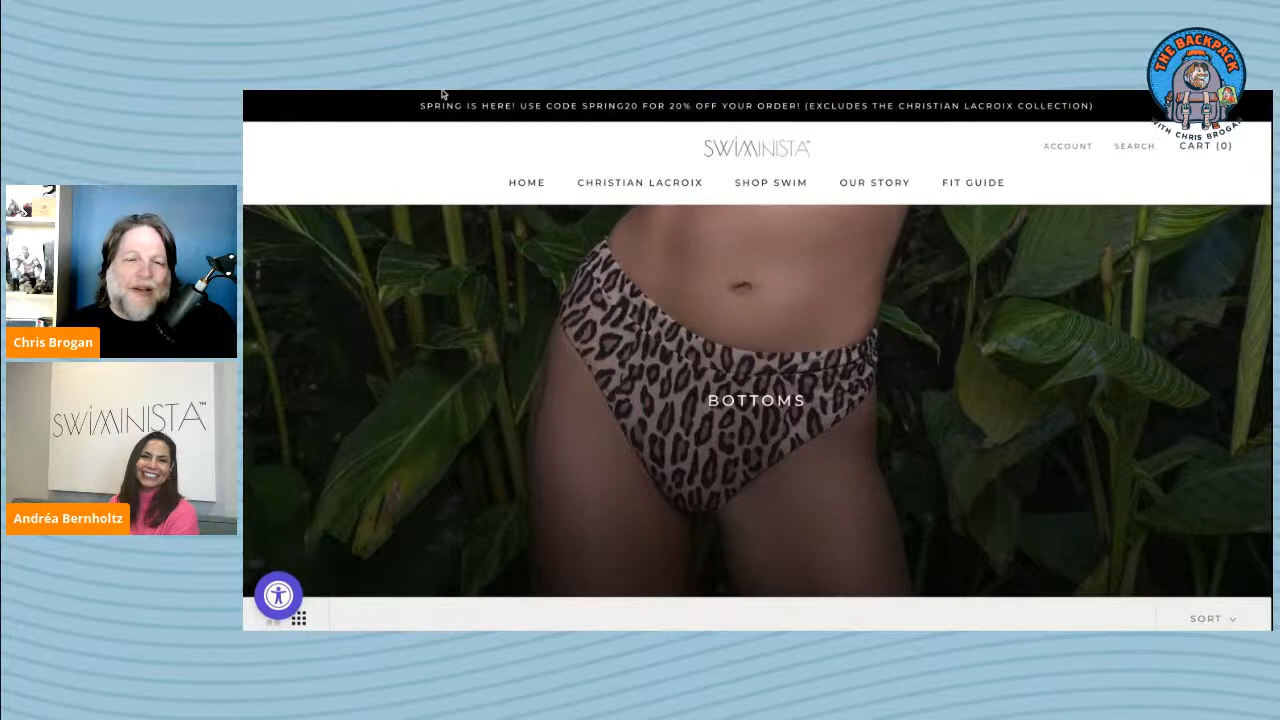 THE BACKPACK
WITH CHRIS BROGAN
SPRING IS HERE! USE CODE SPRING20 FOR 20% OFF YOUR ORDER! (EXCLUDES THE CHRISTIAN LACROIX COLLECTION)
SWIMINISTA™
ACCOUNT SEARCH CART (0)
HOME CHRISTIAN LACROIX SHOP SWIM OUR STORY FIT GUIDE
Chris Brogan
BOTTOMS
SWIMINISTA™
Andréa Bernholtz
SORT